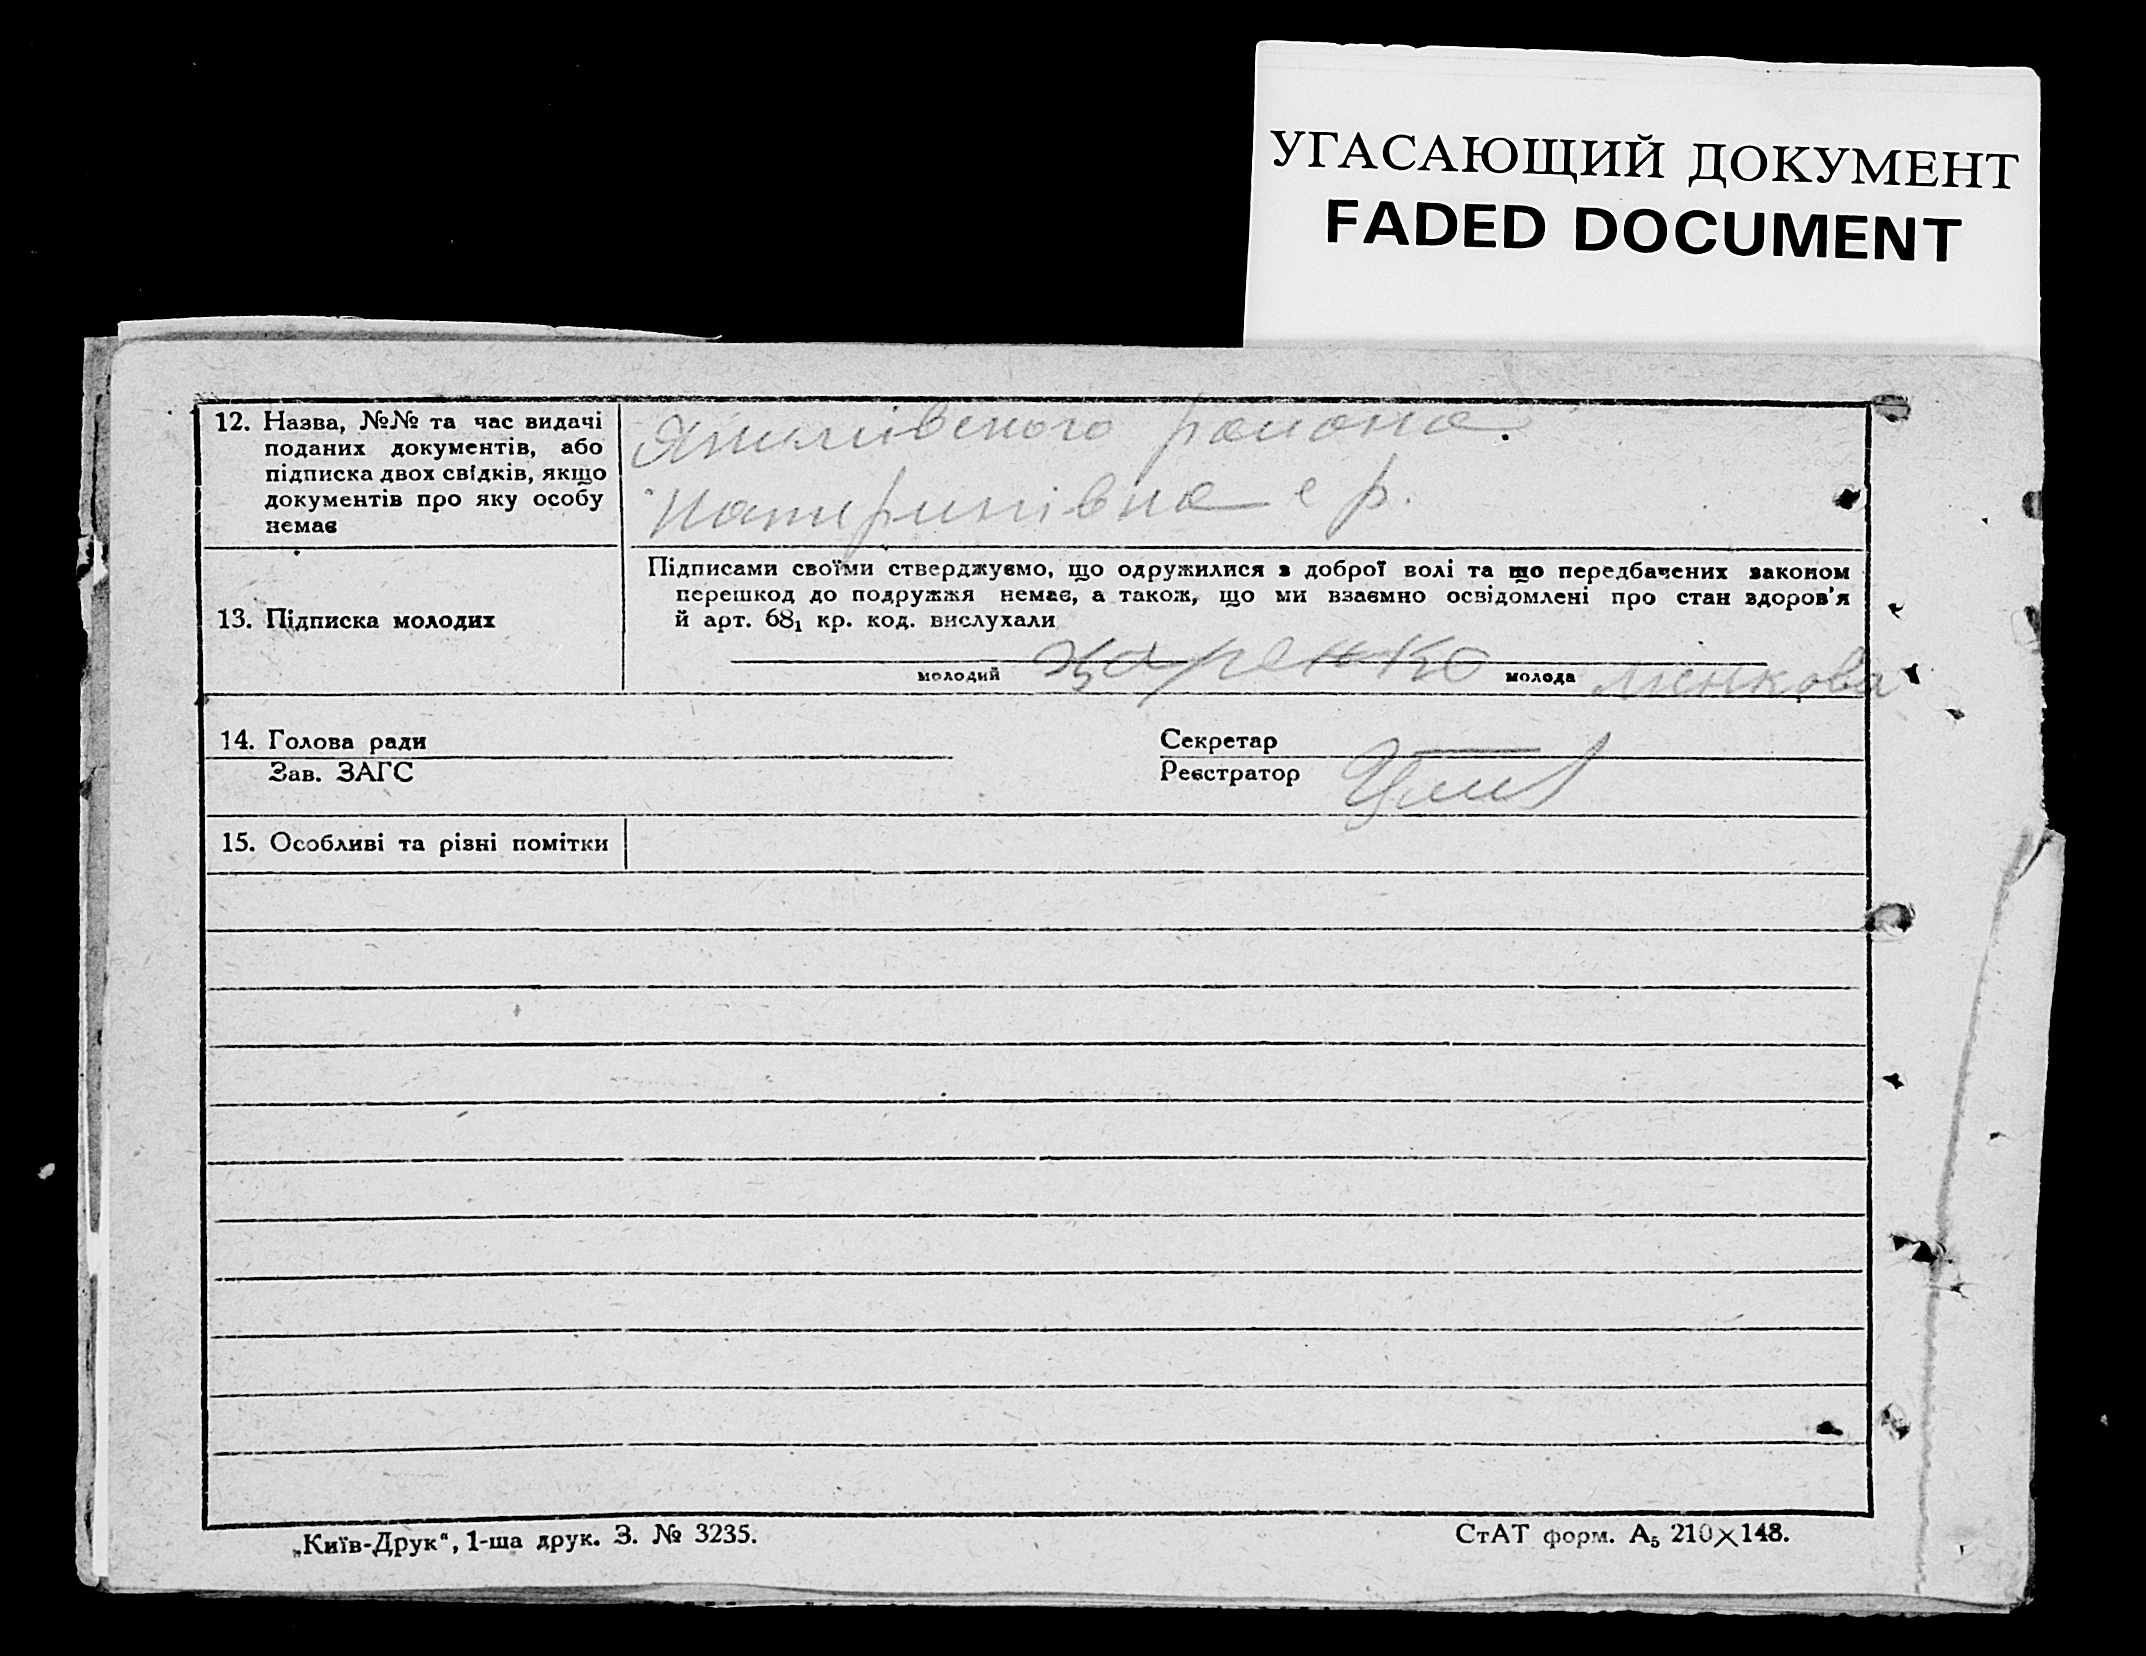 УГАСАЮЩИЙ ДОКУМЕНТ
FADED DOCUMENT
12. Назва, №№ та час видачі
поданих документів, або
підписка двох свідків, якщо
документів про яку особу
немає
района
Катеринівка е р.
13. Підписка молодих
Підписами своїми стверджуємо, що одружилися з доброї волі та що передбачених законом
перешкод до подружжя немає, а також, що ми взаємно освідомлені про стан здоров'я
й арт. 68₁ кр. код. вислухали
молодий Царенко молода Мєнкова
14. Голова ради
Секретар
Зав. ЗАГС
Реєстратор
15. Особливі та різні помітки
„Київ-Друк“, 1-ша друк. З. № 3235.
СтАТ форм. А₅ 210×148.